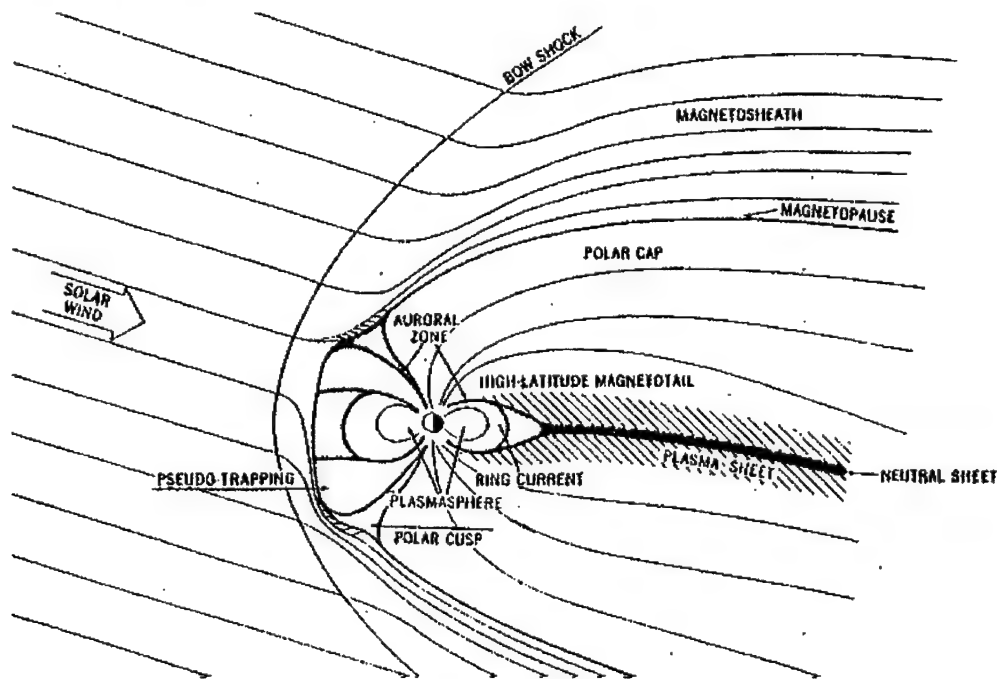 BOW SHOCK
MAGNETOSHEATH
MAGNETOPAUSE
POLAR CAP
SOLAR
WIND
AURORAL
ZONE
HIGH-LATITUDE MAGNETOTAIL
PLASMA SHEET
NEUTRAL SHEET
PSEUDO-TRAPPING
RING CURRENT
PLASMASPHERE
POLAR CUSP